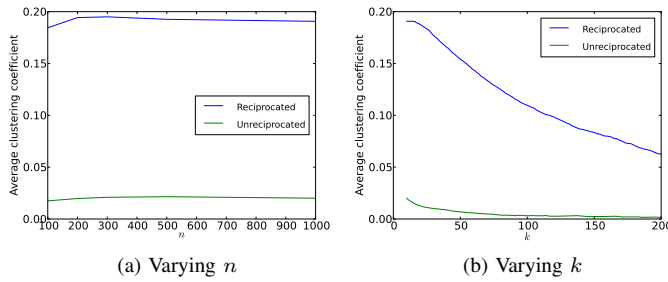 0.20
0.15
0.10
0.05
0.00
Average clustering coefficient
Reciprocated
Unreciprocated
100 200 300 400 500 600 700 800 900 1000
n
(a) Varying n
0.20
0.15
0.10
0.05
0.00
Average clustering coefficient
Reciprocated
Unreciprocated
0 50 100 150 200
k
(b) Varying k